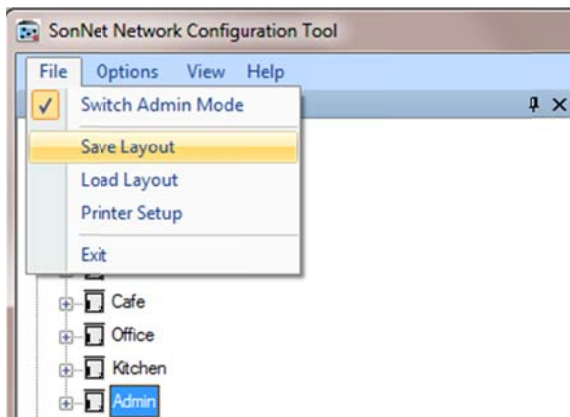 SonNet Network Configuration Tool
File Options View Help
Switch Admin Mode
Save Layout
Load Layout
Printer Setup
Exit
Cafe
Office
Kitchen
Admin